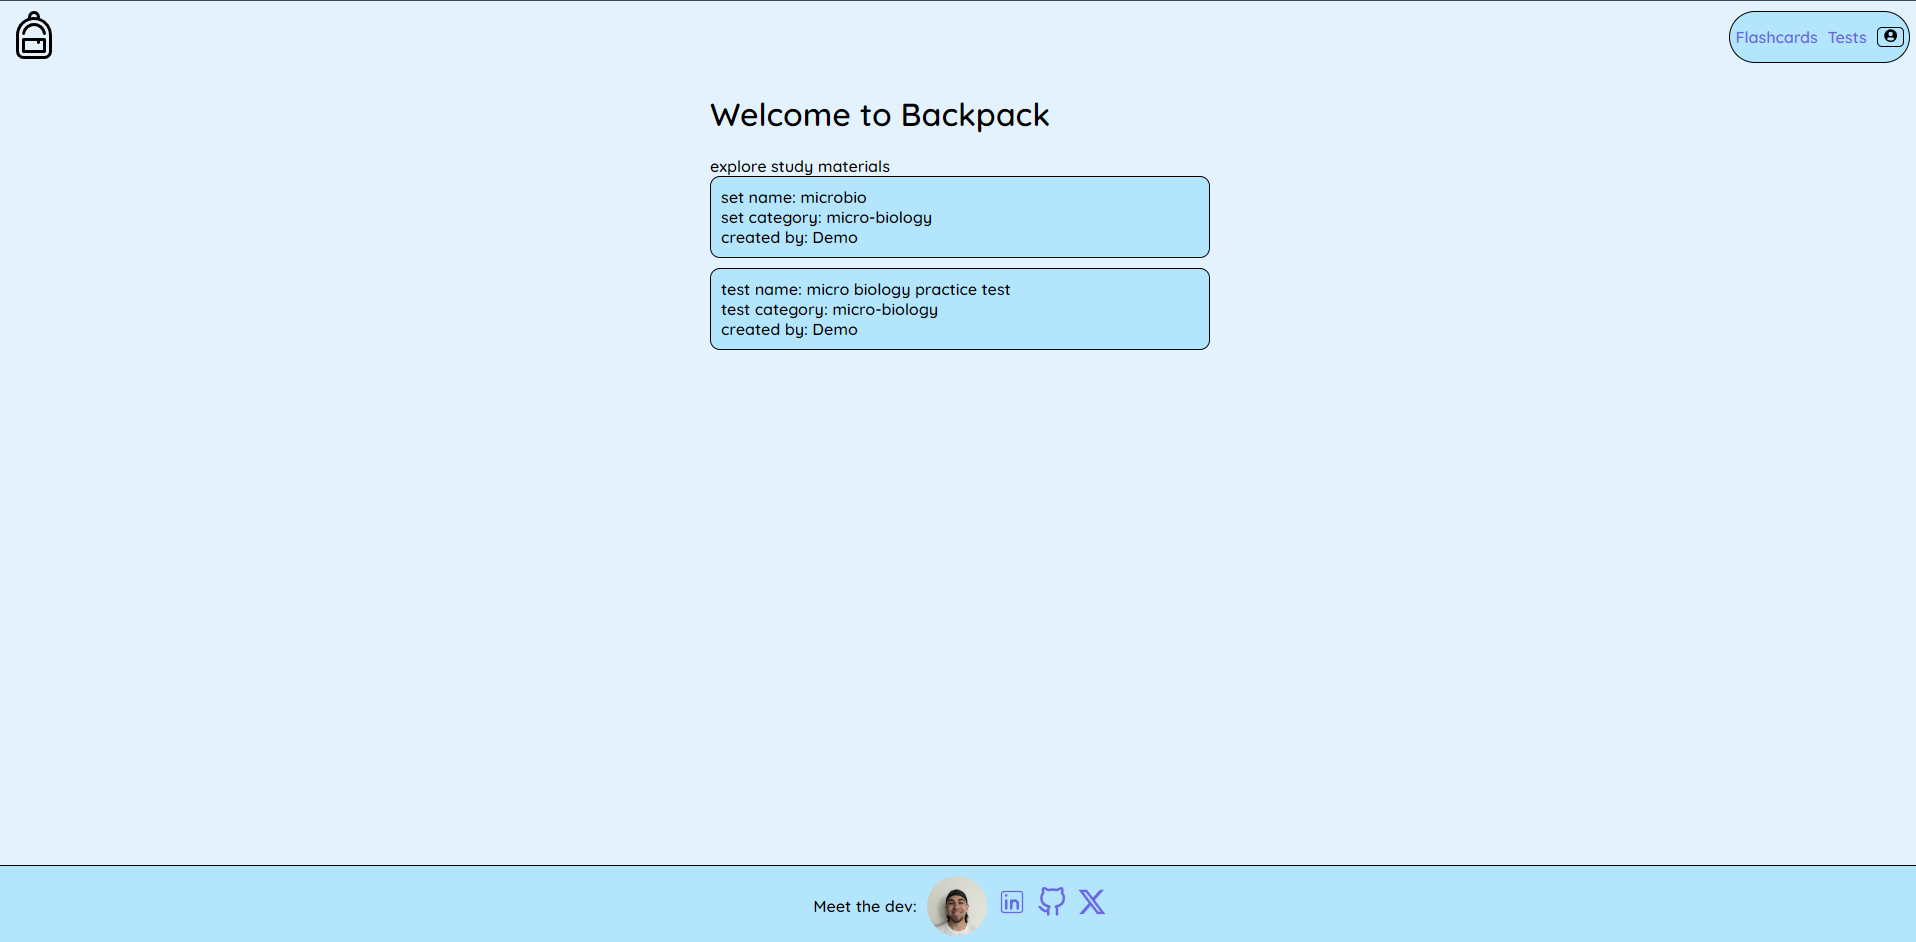 Flashcards Tests
Welcome to Backpack
explore study materials
set name: microbio
set category: micro-biology
created by: Demo
test name: micro biology practice test
test category: micro-biology
created by: Demo
Meet the dev: